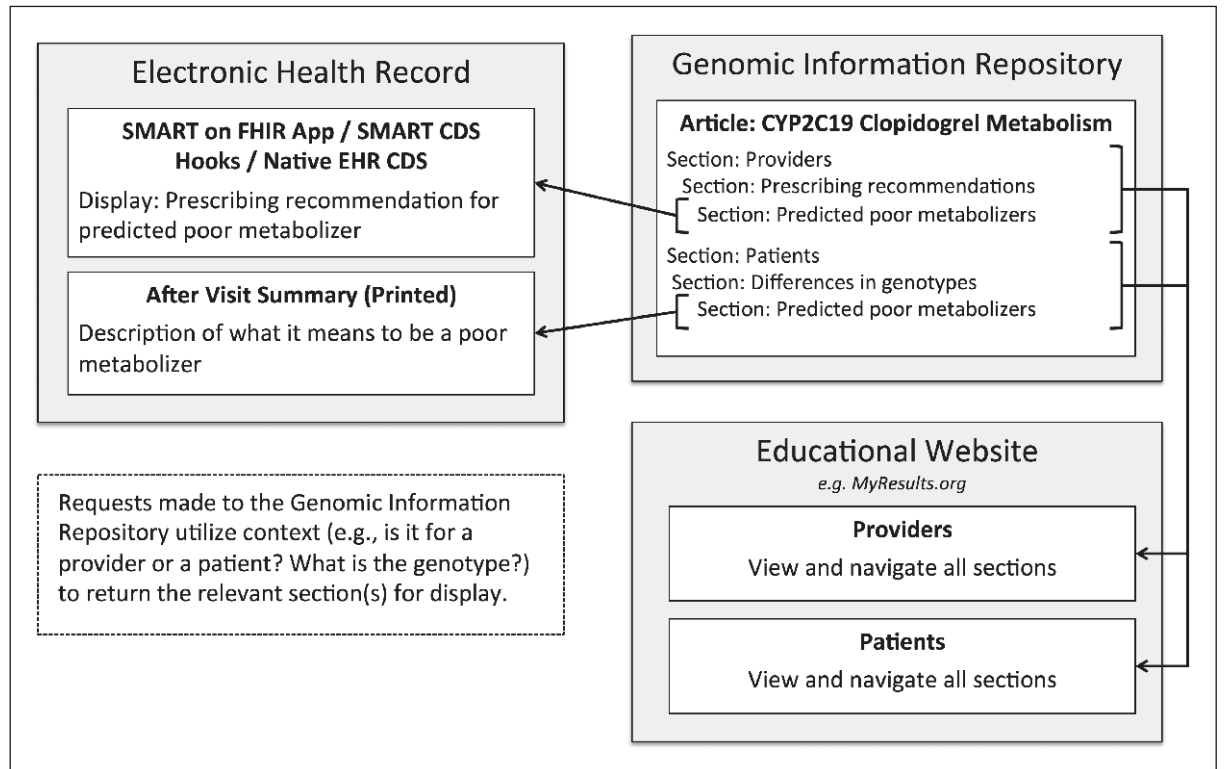 Electronic Health Record
SMART on FHIR App / SMART CDS
Hooks / Native EHR CDS
Display: Prescribing recommendation for
predicted poor metabolizer
After Visit Summary (Printed)
Description of what it means to be a poor
metabolizer
Requests made to the Genomic Information
Repository utilize context (e.g., is it for a
provider or a patient? What is the genotype?)
to return the relevant section(s) for display.
Genomic Information Repository
Article: CYP2C19 Clopidogrel Metabolism
Section: Providers
Section: Prescribing recommendations
Section: Predicted poor metabolizers
Section: Patients
Section: Differences in genotypes
Section: Predicted poor metabolizers
Educational Website
e.g. MyResults.org
Providers
View and navigate all sections
Patients
View and navigate all sections